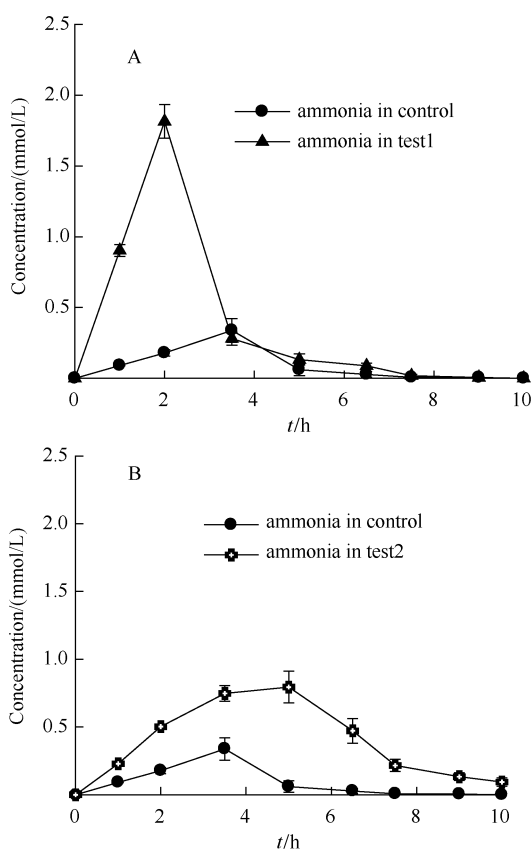 2.5
A
2.0
ammonia in control
ammonia in test1
1.5
1.0
0.5
Concentration/(mmol/L)
0 2 4 6 8 10
t/h
2.5
B
2.0
ammonia in control
ammonia in test2
1.5
1.0
0.5
Concentration/(mmol/L)
0 2 4 6 8 10
t/h